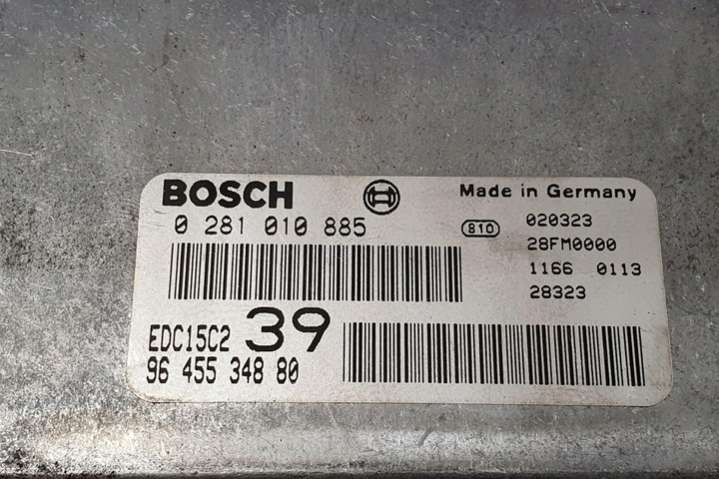 BOSCH
Made in Germany
0 281 010 885
810
020323
28FM0000
1166 0113
28323
EDC15C2
39
96 455 348 80